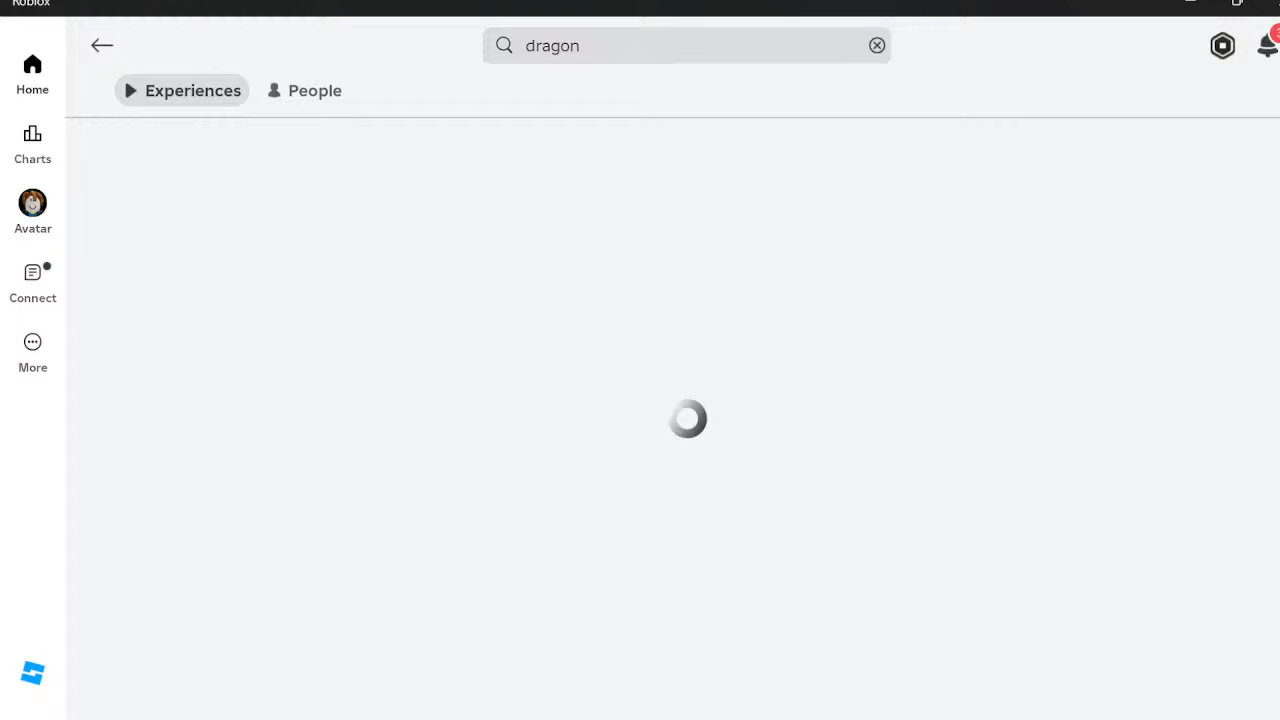 Roblox
dragon
Experiences
People
Home
Charts
Avatar
Connect
More